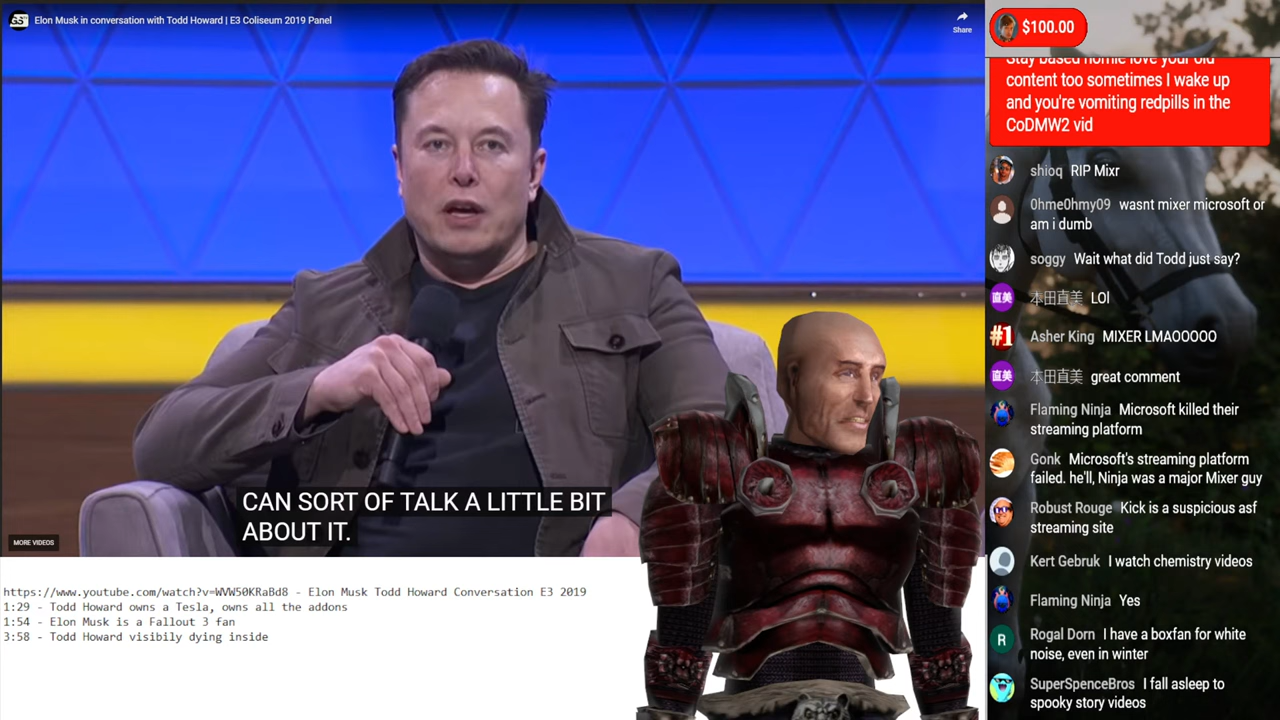 Elon Musk in conversation with Todd Howard | E3 Coliseum 2019 Panel
Share
CAN SORT OF TALK A LITTLE BIT
ABOUT IT.
MORE VIDEOS
https://www.youtube.com/watch?v=WVW50KRaBd8 - Elon Musk Todd Howard Conversation E3 2019
1:29 - Todd Howard owns a Tesla, owns all the addons
1:54 - Elon Musk is a Fallout 3 fan
3:58 - Todd Howard visibily dying inside
$100.00
Stay based homie love your old
content too sometimes I wake up
and you're vomiting redpills in the
CoDMW2 vid
shioq RIP Mixr
0hme0hmy09 wasnt mixer microsoft or
am i dumb
soggy Wait what did Todd just say?
直美 本田直美 LOl
#1 Asher King MIXER LMAOOOOO
直美 本田直美 great comment
Flaming Ninja Microsoft killed their
streaming platform
Gonk Microsoft's streaming platform
failed. he'll, Ninja was a major Mixer guy
Robust Rouge Kick is a suspicious asf
streaming site
Kert Gebruk I watch chemistry videos
Flaming Ninja Yes
R Rogal Dorn I have a boxfan for white
noise, even in winter
SuperSpenceBros I fall asleep to
spooky story videos